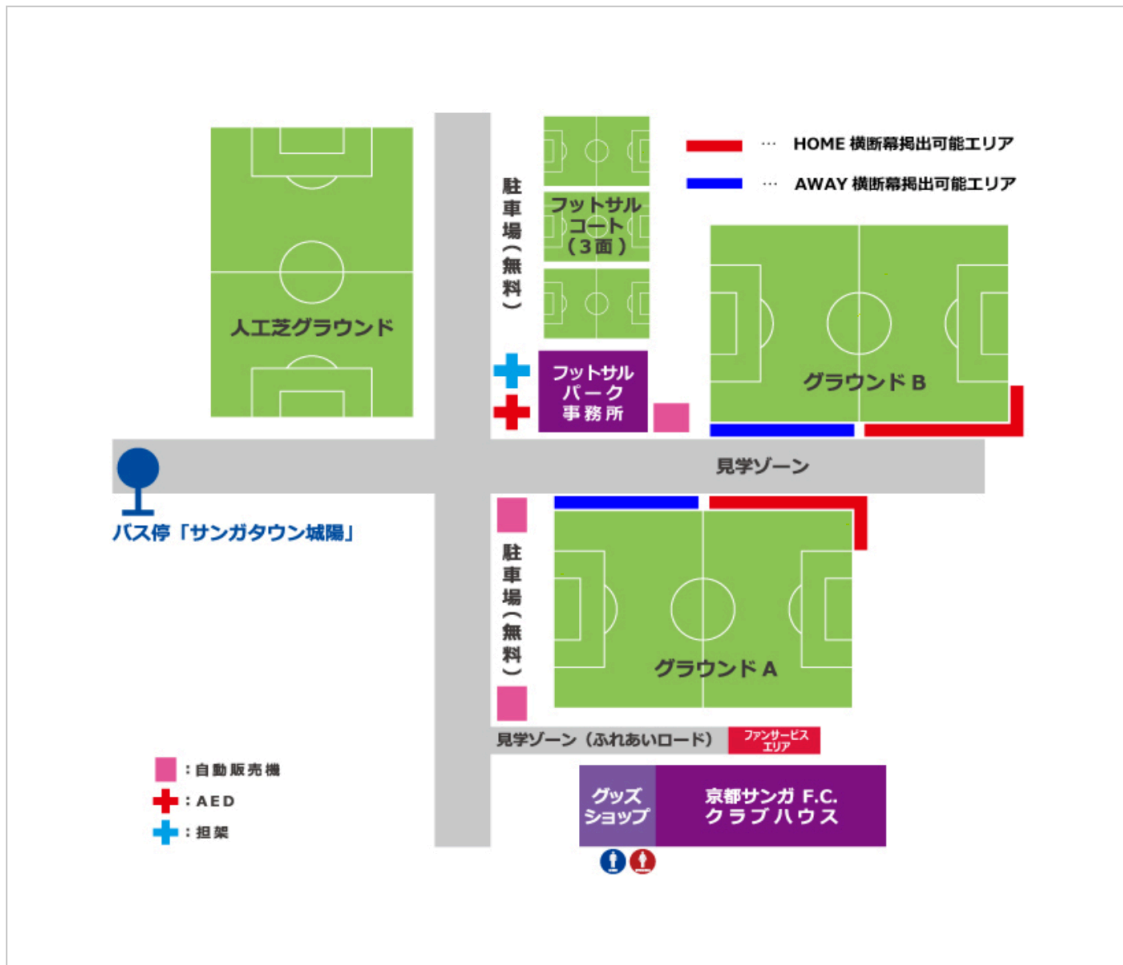 … HOME 横断幕掲出可能エリア
… AWAY 横断幕掲出可能エリア
駐車場(無料)
フットサル
コート
(3面)
人工芝グラウンド
フットサル
パーク
事務所
グラウンド B
見学ゾーン
バス停「サンガタウン城陽」
駐車場(無料)
グラウンド A
見学ゾーン(ふれあいロード)
ファンサービス
エリア
:自動販売機
:AED
:担架
グッズ
ショップ
京都サンガ F.C.
クラブハウス